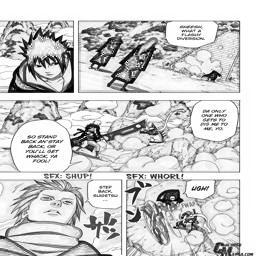 SHEESH,
WHAT A
FLASHY
DIVERSION.
DA ONLY
ONE WHO
GETS TO
DIS ME TO
ME, YO.
SO STAND
BACK AN' STAY
BACK, OR
YOU'LL GET
WHACK, YA
FOOL!
SFX: SHUP!
STEP
BACK,
SUIGETSU
SFX: WHORL!
UGH!